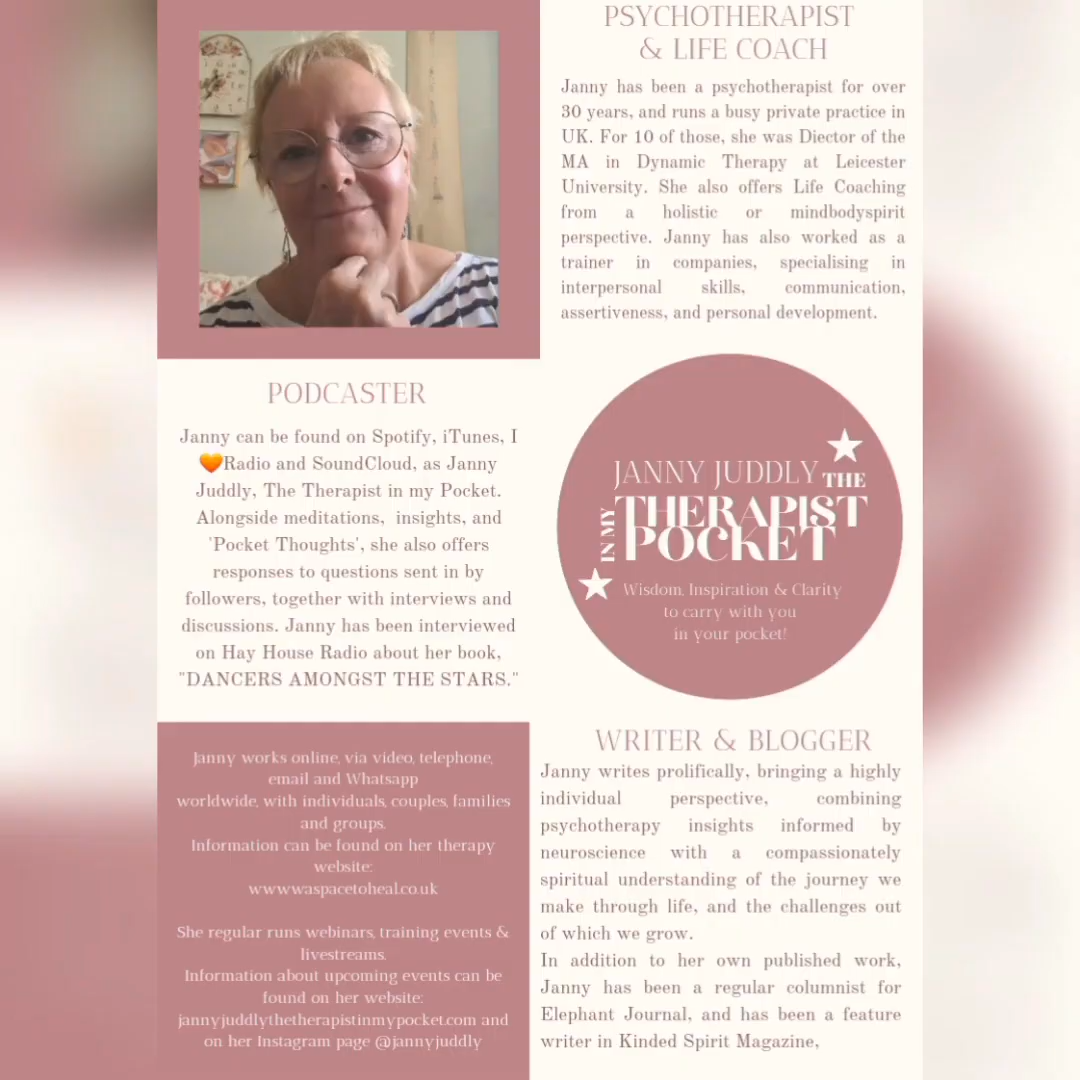 PSYCHOTHERAPIST
& LIFE COACH
Janny has been a psychotherapist for over
30 years, and runs a busy private practice in
UK. For 10 of those, she was Diector of the
MA in Dynamic Therapy at Leicester
University. She also offers Life Coaching
from a holistic or mindbodyspirit
perspective. Janny has also worked as a
trainer in companies, specialising in
interpersonal skills, communication,
assertiveness, and personal development.
PODCASTER
Janny can be found on Spotify, iTunes, I
🧡Radio and SoundCloud, as Janny
Juddly, The Therapist in my Pocket.
Alongside meditations, insights, and
'Pocket Thoughts', she also offers
responses to questions sent in by
followers, together with interviews and
discussions. Janny has been interviewed
on Hay House Radio about her book,
"DANCERS AMONGST THE STARS."
JANNY JUDDLY THE
THERAPIST
IN MY POCKET
Wisdom, Inspiration & Clarity
to carry with you
in your pocket!
Janny works online, via video, telephone,
email and Whatsapp
worldwide, with individuals, couples, families
and groups.
Information can be found on her therapy
website:
www.waspacetoheal.co.uk
She regular runs webinars, training events &
livestreams.
Information about upcoming events can be
found on her website:
jannyjuddlythetherapistinmypocket.com and
on her Instagram page @jannyjuddly
WRITER & BLOGGER
Janny writes prolifically, bringing a highly
individual perspective, combining
psychotherapy insights informed by
neuroscience with a compassionately
spiritual understanding of the journey we
make through life, and the challenges out
of which we grow.
In addition to her own published work,
Janny has been a regular columnist for
Elephant Journal, and has been a feature
writer in Kinded Spirit Magazine,